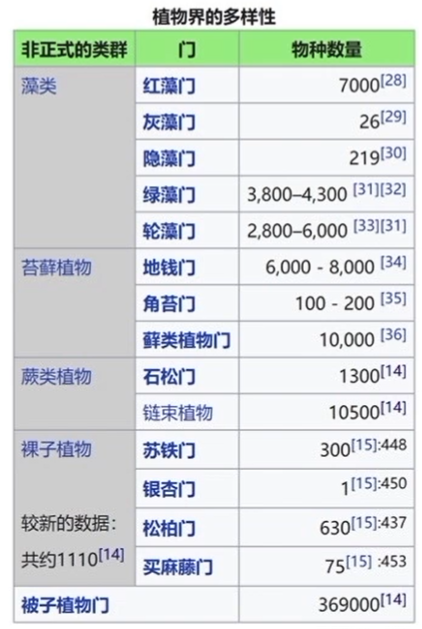 植物界的多样性
非正式的类群 门 物种数量
藻类 红藻门 7000[28]
灰藻门 26[29]
隐藻门 219[30]
绿藻门 3,800–4,300 [31][32]
轮藻门 2,800–6,000 [33][31]
苔藓植物 地钱门 6,000 - 8,000 [34]
角苔门 100 - 200 [35]
藓类植物门 10,000 [36]
蕨类植物 石松门 1300[14]
链束植物 10500[14]
裸子植物 苏铁门 300[15]:448
银杏门 1[15]:450
较新的数据： 松柏门 630[15]:437
共约1110[14] 买麻藤门 75[15] :453
被子植物门 369000[14]